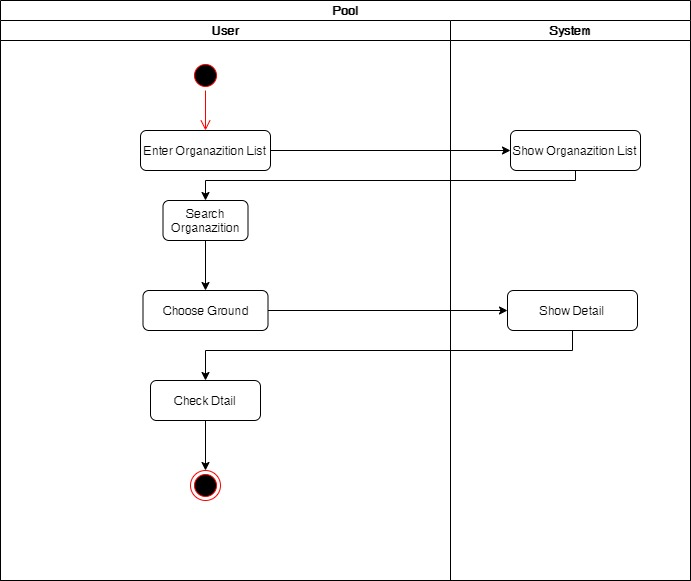 Pool
User
System
Enter Organazition List
Show Organazition List
Search
Organazition
Choose Ground
Show Detail
Check Dtail